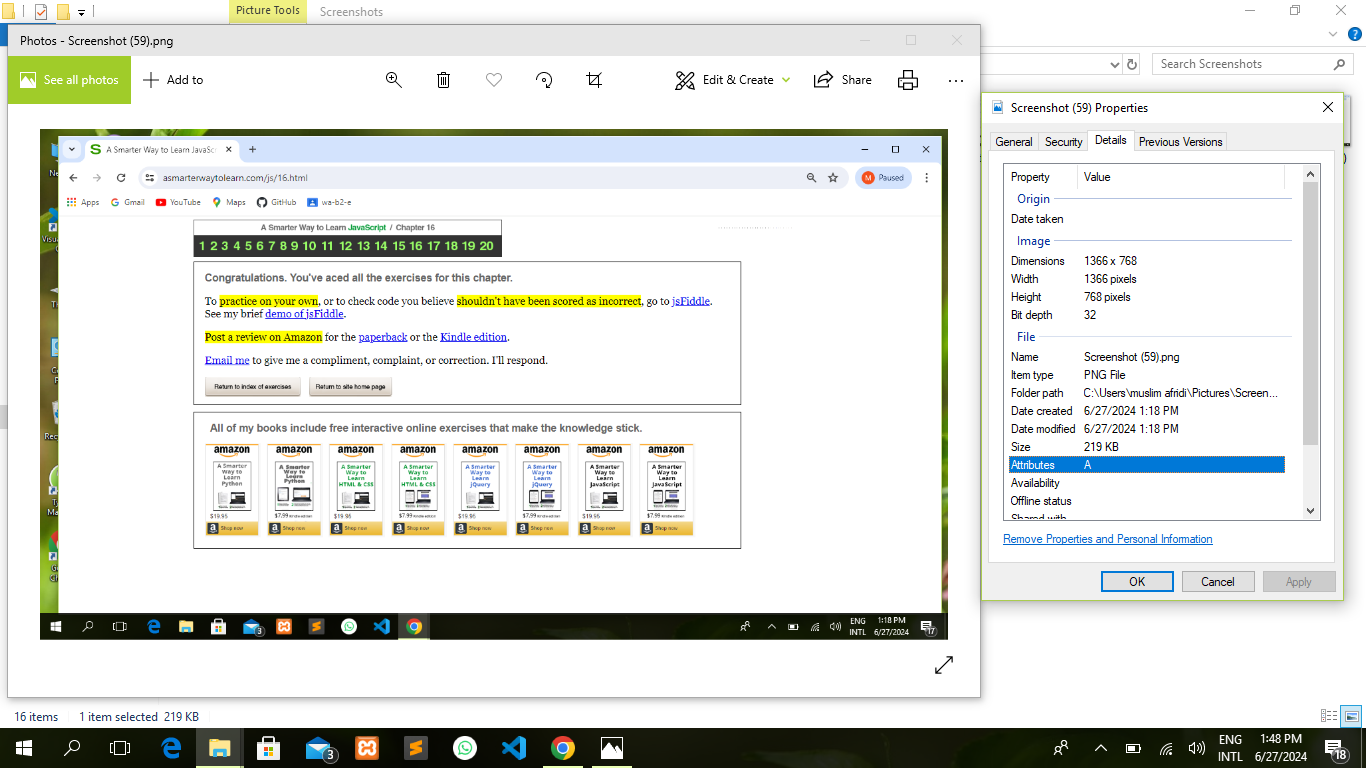 Picture Tools
Screenshots
Photos - Screenshot (59).png
See all photos
Add to
Edit & Create
Share
Search Screenshots
A Smarter Way to Learn JavaSc
asmarterwaytolearn.com/js/16.html
M Paused
Apps Gmail YouTube Maps GitHub wa-b2-e
A Smarter Way to Learn JavaScript / Chapter 16
1 2 3 4 5 6 7 8 9 10 11 12 13 14 15 16 17 18 19 20
Congratulations. You've aced all the exercises for this chapter.
To practice on your own, or to check code you believe shouldn't have been scored as incorrect, go to jsFiddle.
See my brief demo of jsFiddle.
Post a review on Amazon for the paperback or the Kindle edition.
Email me to give me a compliment, complaint, or correction. I'll respond.
Return to index of exercises Return to site home page
All of my books include free interactive online exercises that make the knowledge stick.
amazon amazon amazon amazon amazon amazon amazon amazon
A Smarter Way to Learn Python
A Smarter Way to Learn Python
A Smarter Way to Learn HTML & CSS
A Smarter Way to Learn HTML & CSS
A Smarter Way to Learn jQuery
A Smarter Way to Learn jQuery
A Smarter Way to Learn JavaScript
A Smarter Way to Learn JavaScript
$19.95 $7.99 Kindle edition $19.95 $7.99 Kindle edition $19.95 $7.99 Kindle edition $19.95 $7.99 Kindle edition
Shop now Shop now Shop now Shop now Shop now Shop now Shop now Shop now
3
ENG
INTL
1:18 PM
6/27/2024
17
Screenshot (59) Properties
General Security Details Previous Versions
Property Value
Origin
Date taken
Image
Dimensions 1366 x 768
Width 1366 pixels
Height 768 pixels
Bit depth 32
File
Name Screenshot (59).png
Item type PNG File
Folder path C:\Users\muslim afridi\Pictures\Screen...
Date created 6/27/2024 1:18 PM
Date modified 6/27/2024 1:18 PM
Size 219 KB
Attributes A
Availability
Offline status
Shared with
Remove Properties and Personal Information
OK Cancel Apply
16 items 1 item selected 219 KB
3
ENG
INTL
1:48 PM
6/27/2024
18